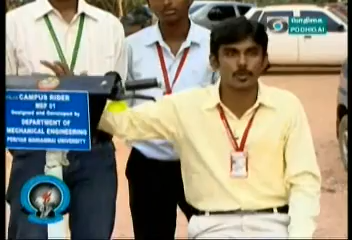 PODHIGAI
CAMPUS RIDER
MEP 01
Designed and Developed by
DEPARTMENT OF
MECHANICAL ENGINEERING
PERIYAR MANIAMMAI UNIVERSITY